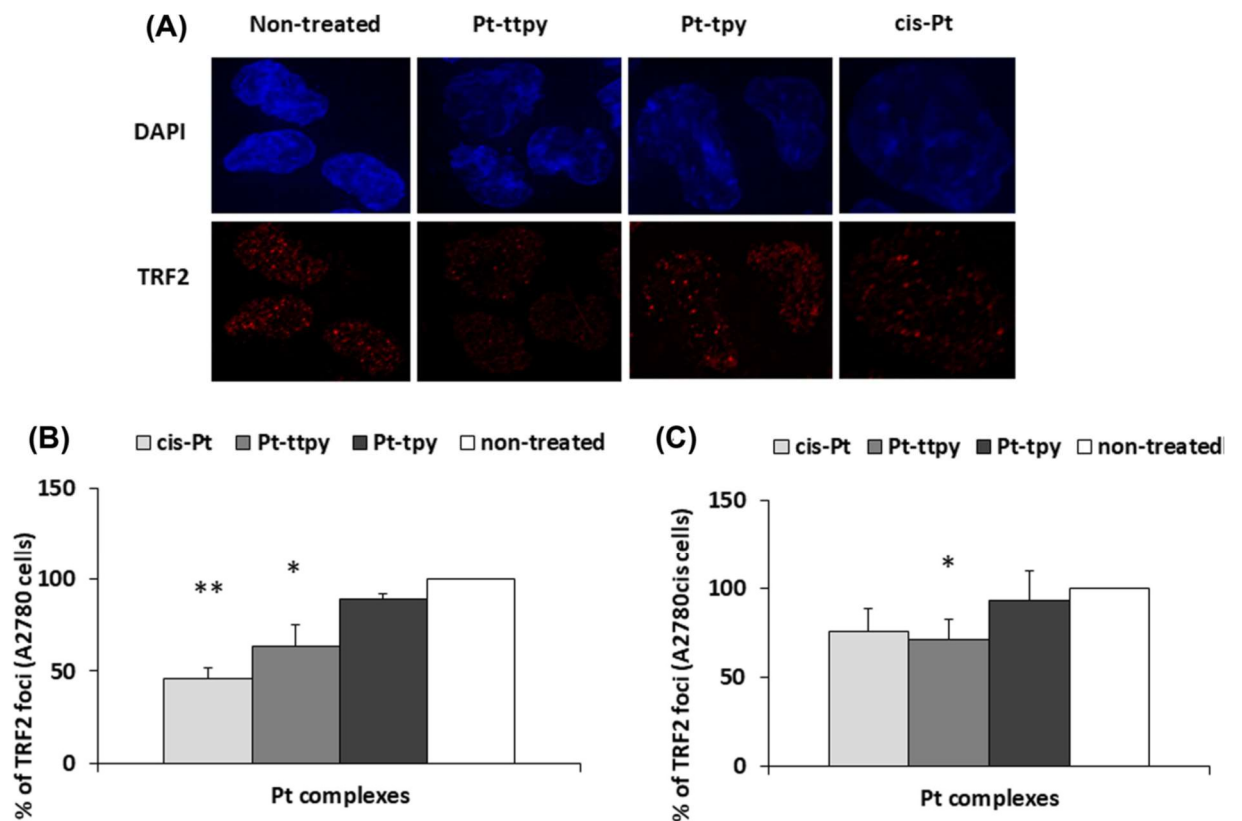 (A)
Non-treated Pt-ttpy Pt-tpy cis-Pt
DAPI
TRF2
(B)
cis-Pt Pt-ttpy Pt-tpy non-treated
% of TRF2 foci (A2780 cells)
150
100
50
0
** *
Pt complexes
(C)
cis-Pt Pt-ttpy Pt-tpy non-treated
% of TRF2 foci (A2780cis cells)
150
100
50
0
*
Pt complexes